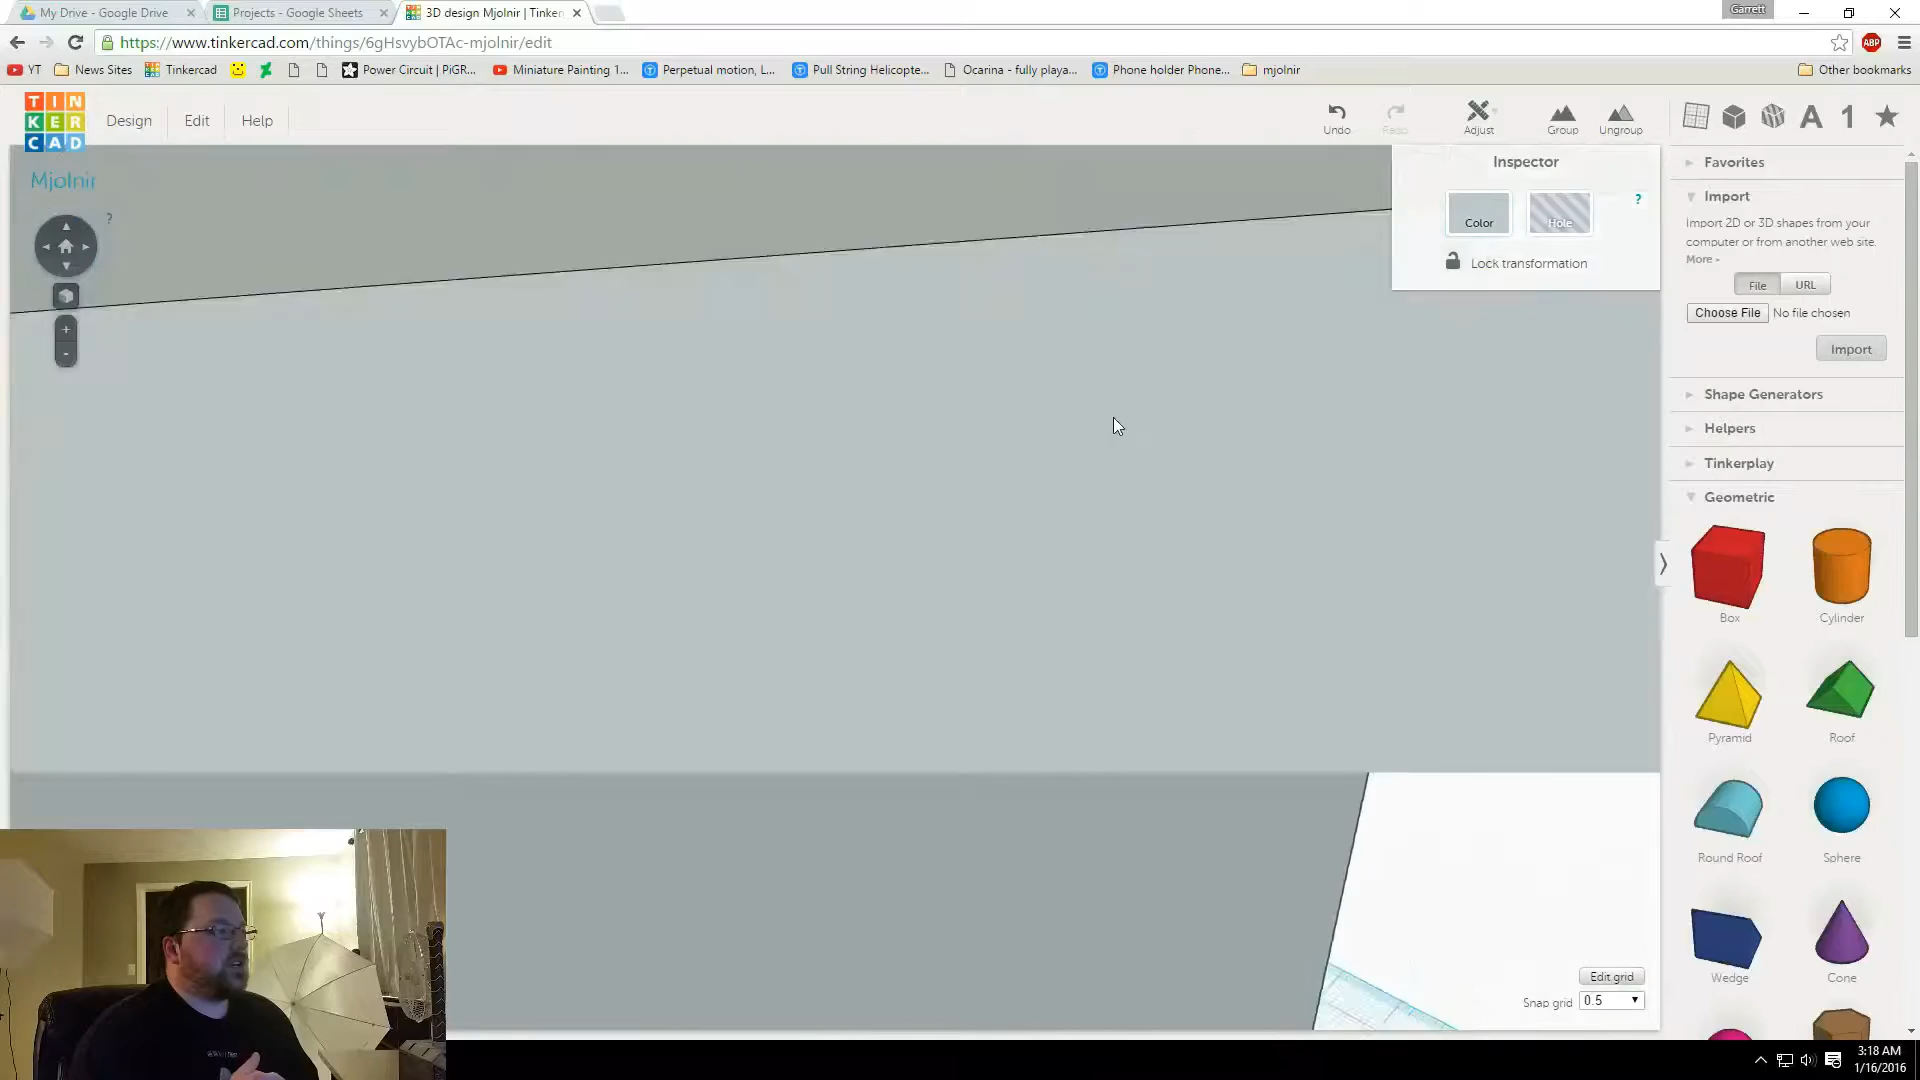 My Drive - Google Drive
Projects - Google Sheets
3D design Mjolnir | Tinker
Garrett
https://www.tinkercad.com/things/6gHsvybOTAc-mjolnir/edit
ABP
YT
News Sites
Tinkercad
Power Circuit | PiGR...
Miniature Painting 1...
Perpetual motion, L...
Pull String Helicopte...
Ocarina - fully playa...
Phone holder Phone...
mjolnir
Other bookmarks
TIN
KER
CAD
Design
Edit
Help
Undo
Redo
Adjust
Group
Ungroup
A
1
Mjolnir
?
+
-
Inspector
Color
Hole
?
Lock transformation
Favorites
Import
Import 2D or 3D shapes from your
computer or from another web site.
More
File
URL
Choose File
No file chosen
Import
Shape Generators
Helpers
Tinkerplay
Geometric
Box
Cylinder
Pyramid
Roof
Round Roof
Sphere
Wedge
Cone
Edit grid
Snap grid
0.5
3:18 AM
1/16/2016